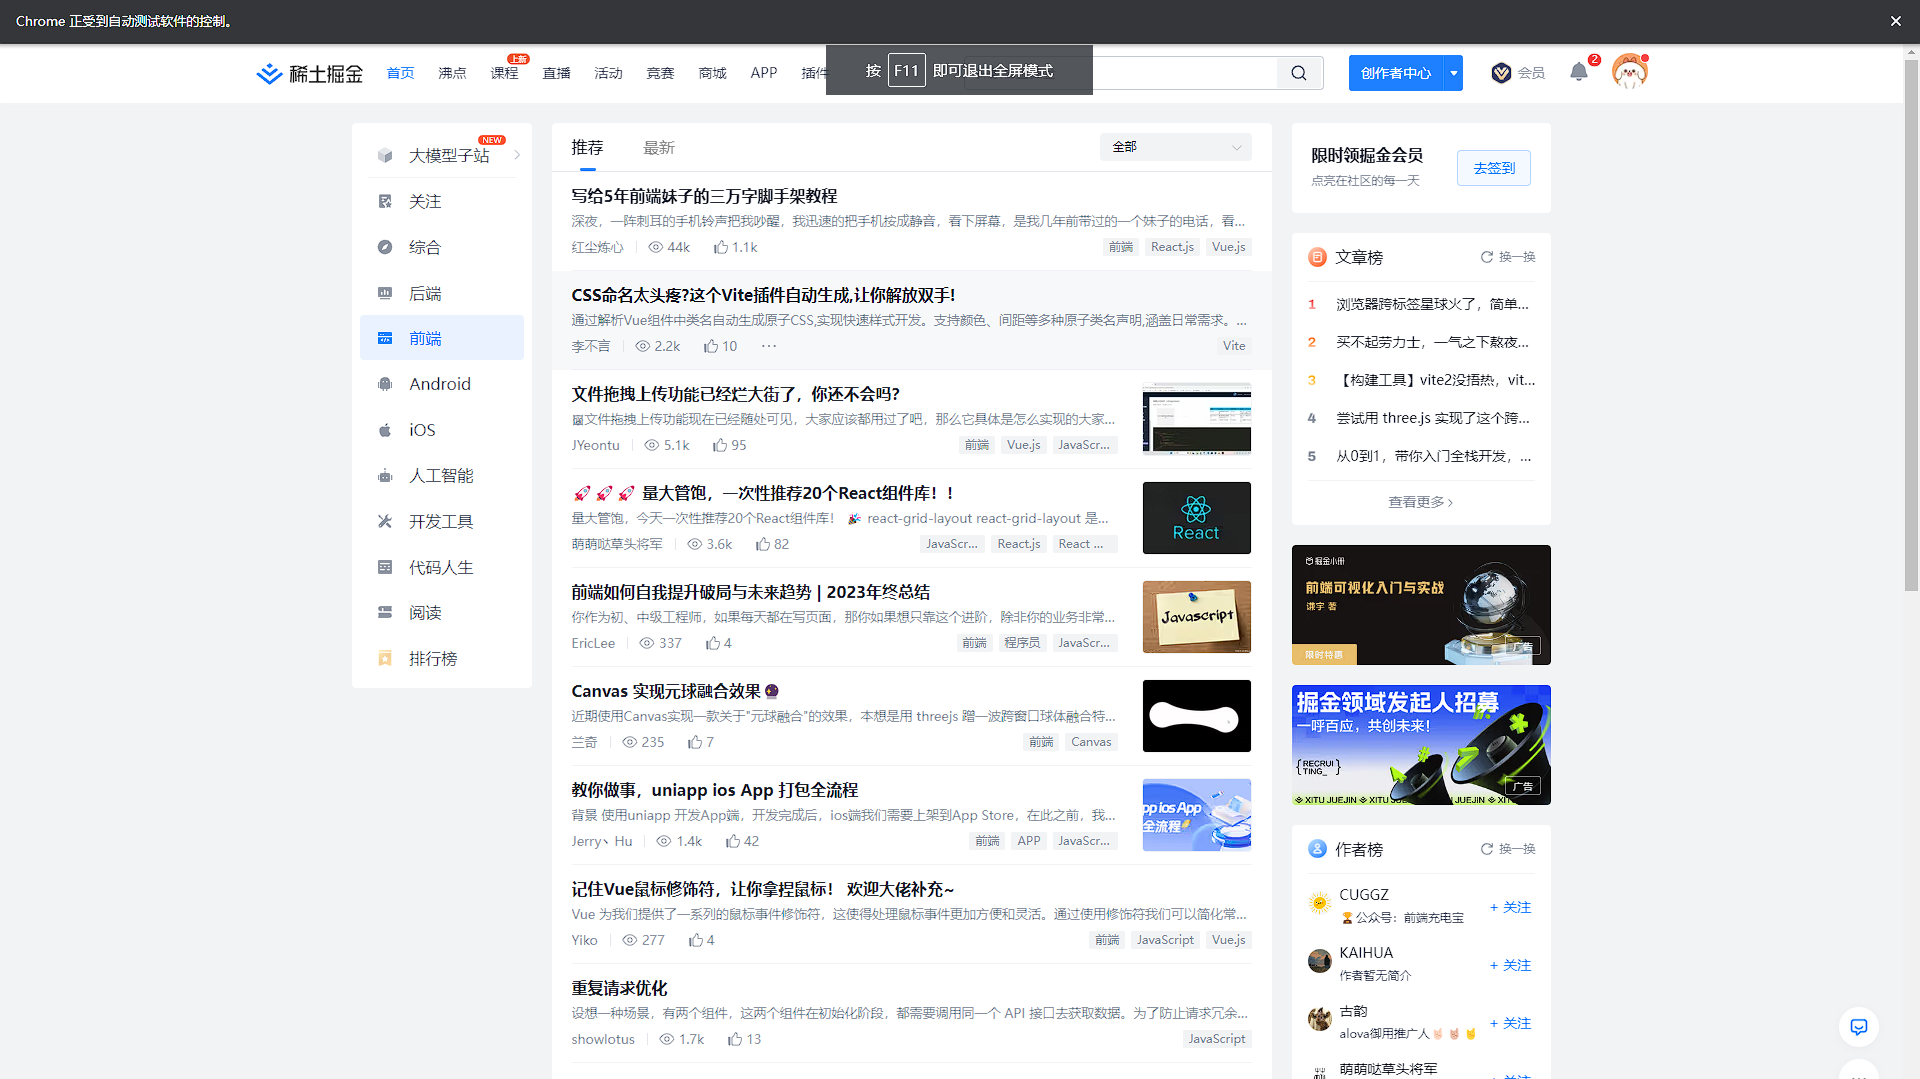 Chrome 正受到自动测试软件的控制。
稀土掘金
首页
沸点
课程
上新
直播
活动
竞赛
商城
APP
插件
按 F11 即可退出全屏模式
创作者中心
会员
2
大模型子站
NEW
关注
综合
后端
前端
Android
iOS
人工智能
开发工具
代码人生
阅读
排行榜
推荐
最新
全部
写给5年前端妹子的三万字脚手架教程
深夜，一阵刺耳的手机铃声把我吵醒，我迅速的把手机按成静音，看下屏幕，是我几年前带过的一个妹子的电话，看...
红尘炼心 44k 1.1k 前端 React.js Vue.js
CSS命名太头疼?这个Vite插件自动生成,让你解放双手!
通过解析Vue组件中类名自动生成原子CSS,实现快速样式开发。支持颜色、间距等多种原子类名声明,涵盖日常需求。...
李不言 2.2k 10 ... Vite
文件拖拽上传功能已经烂大街了，你还不会吗？
文件拖拽上传功能现在已经随处可见，大家应该都用过了吧，那么它具体是怎么实现的大家...
JYeontu 5.1k 95 前端 Vue.js JavaScr...
🚀🚀🚀 量大管饱，一次性推荐20个React组件库！！
量大管饱，今天一次性推荐20个React组件库！ 🎉 react-grid-layout react-grid-layout 是...
萌萌哒草头将军 3.6k 82 JavaScr... React.js React ...
React
前端如何自我提升破局与未来趋势 | 2023年终总结
你作为初、中级工程师，如果每天都在写页面，那你如果想只靠这个进阶，除非你的业务非常...
EricLee 337 4 前端 程序员 JavaScr...
Javascript
Canvas 实现元球融合效果🔮
近期使用Canvas实现一款关于"元球融合"的效果，本想是用 threejs 蹭一波跨窗口球体融合特...
兰奇 235 7 前端 Canvas
教你做事，uniapp ios App 打包全流程
背景 使用uniapp 开发App端，开发完成后，ios端我们需要上架到App Store，在此之前，我...
Jerry丶Hu 1.4k 42 前端 APP JavaScr...
pp ios App
全流程
记住Vue鼠标修饰符，让你拿捏鼠标！ 欢迎大佬补充~
Vue 为我们提供了一系列的鼠标事件修饰符，这使得处理鼠标事件更加方便和灵活。通过使用修饰符我们可以简化常...
Yiko 277 4 前端 JavaScript Vue.js
重复请求优化
设想一种场景，有两个组件，这两个组件在初始化阶段，都需要调用同一个 API 接口去获取数据。为了防止请求冗余...
showlotus 1.7k 13 JavaScript
限时领掘金会员
点亮在社区的每一天
去签到
文章榜 换一换
1 浏览器跨标签星球火了，简单...
2 买不起劳力士，一气之下熬夜...
3 【构建工具】vite2没捂热，vit...
4 尝试用 three.js 实现了这个跨...
5 从0到1，带你入门全栈开发，...
查看更多
掘金小册
前端可视化入门与实战
谦宇 著
限时特惠
广告
掘金领域发起人招募
一呼百应，共创未来！
{RECRUI
TING_ }
广告
XITU JUEJIN XITU JUEJIN XITU
作者榜 换一换
CUGGZ
🏆公众号：前端充电宝
+ 关注
KAIHUA
作者暂无简介
+ 关注
古韵
alova御用推广人
+ 关注
萌萌哒草头将军